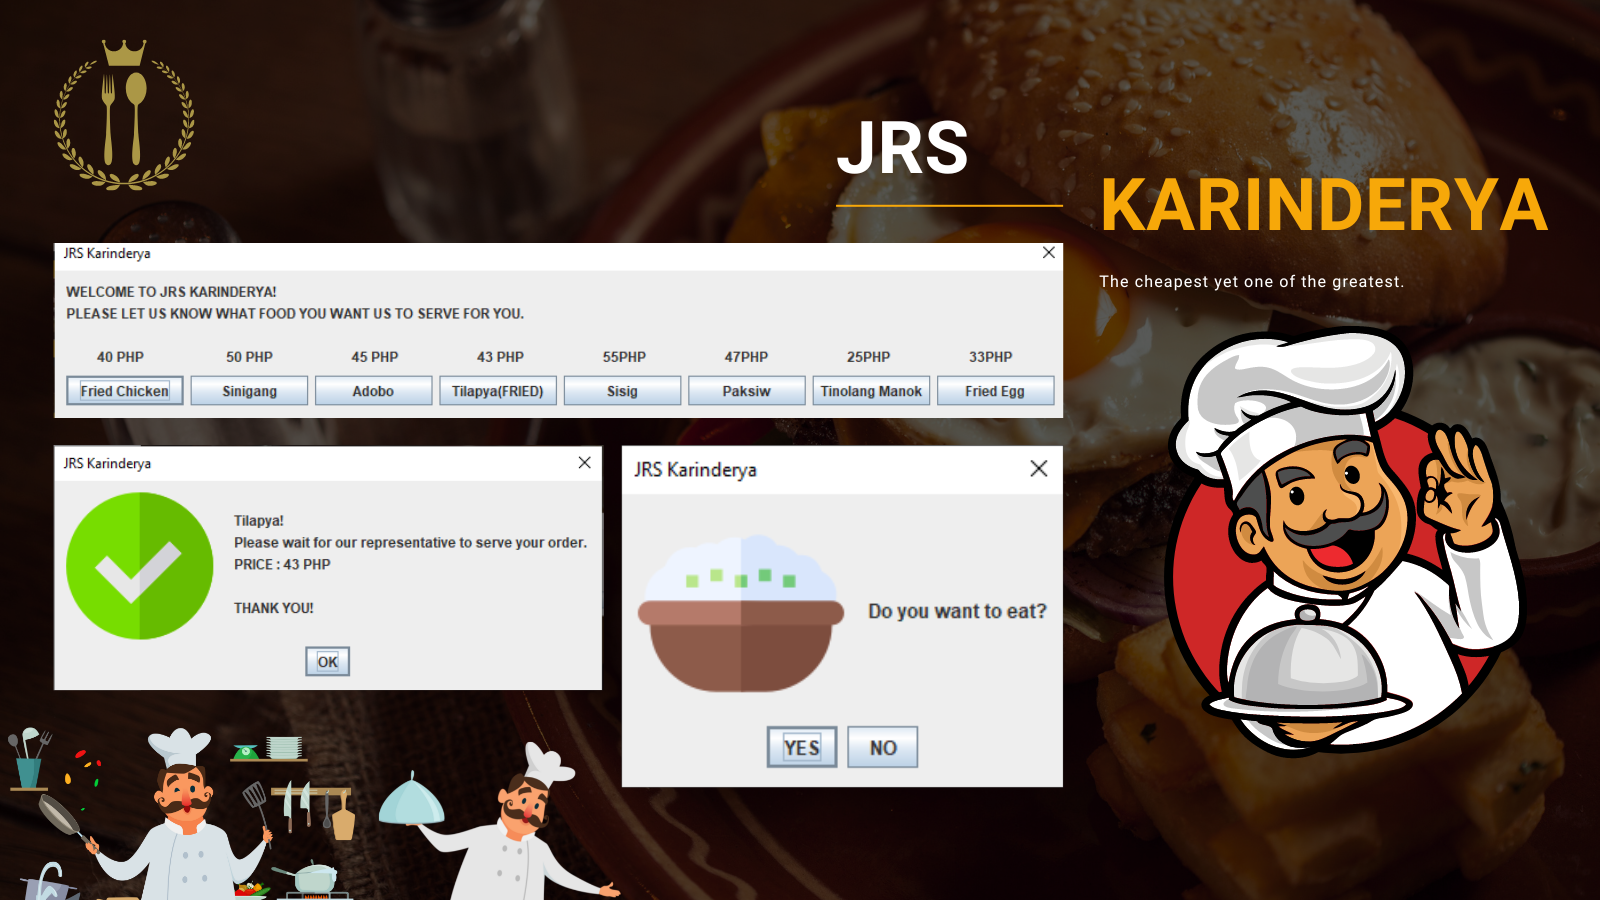 JRS
KARINDERYA
The cheapest yet one of the greatest.
JRS Karinderya
WELCOME TO JRS KARINDERYA!
PLEASE LET US KNOW WHAT FOOD YOU WANT US TO SERVE FOR YOU.
40 PHP 50 PHP 45 PHP 43 PHP 55PHP 47PHP 25PHP 33PHP
Fried Chicken Sinigang Adobo Tilapya(FRIED) Sisig Paksiw Tinolang Manok Fried Egg
JRS Karinderya
Tilapya!
Please wait for our representative to serve your order.
PRICE : 43 PHP
THANK YOU!
OK
JRS Karinderya
Do you want to eat?
YES NO